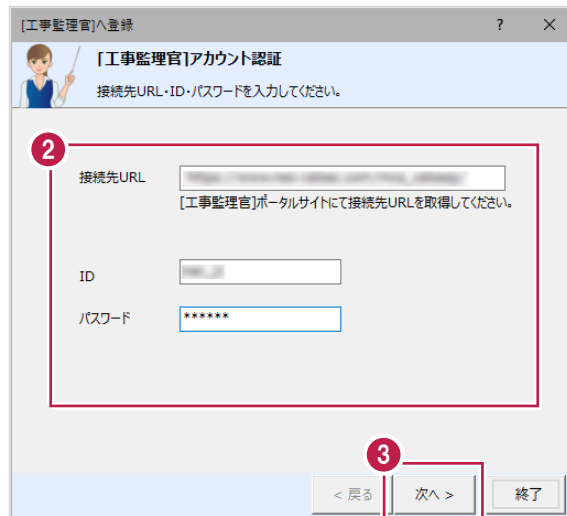 [工事監理官]へ登録 ? ×
[工事監理官]アカウント認証
接続先URL・ID・パスワードを入力してください。
2
接続先URL
[工事監理官]ポータルサイトにて接続先URLを取得してください。
ID
パスワード ******
3
< 戻る 次へ > 終了